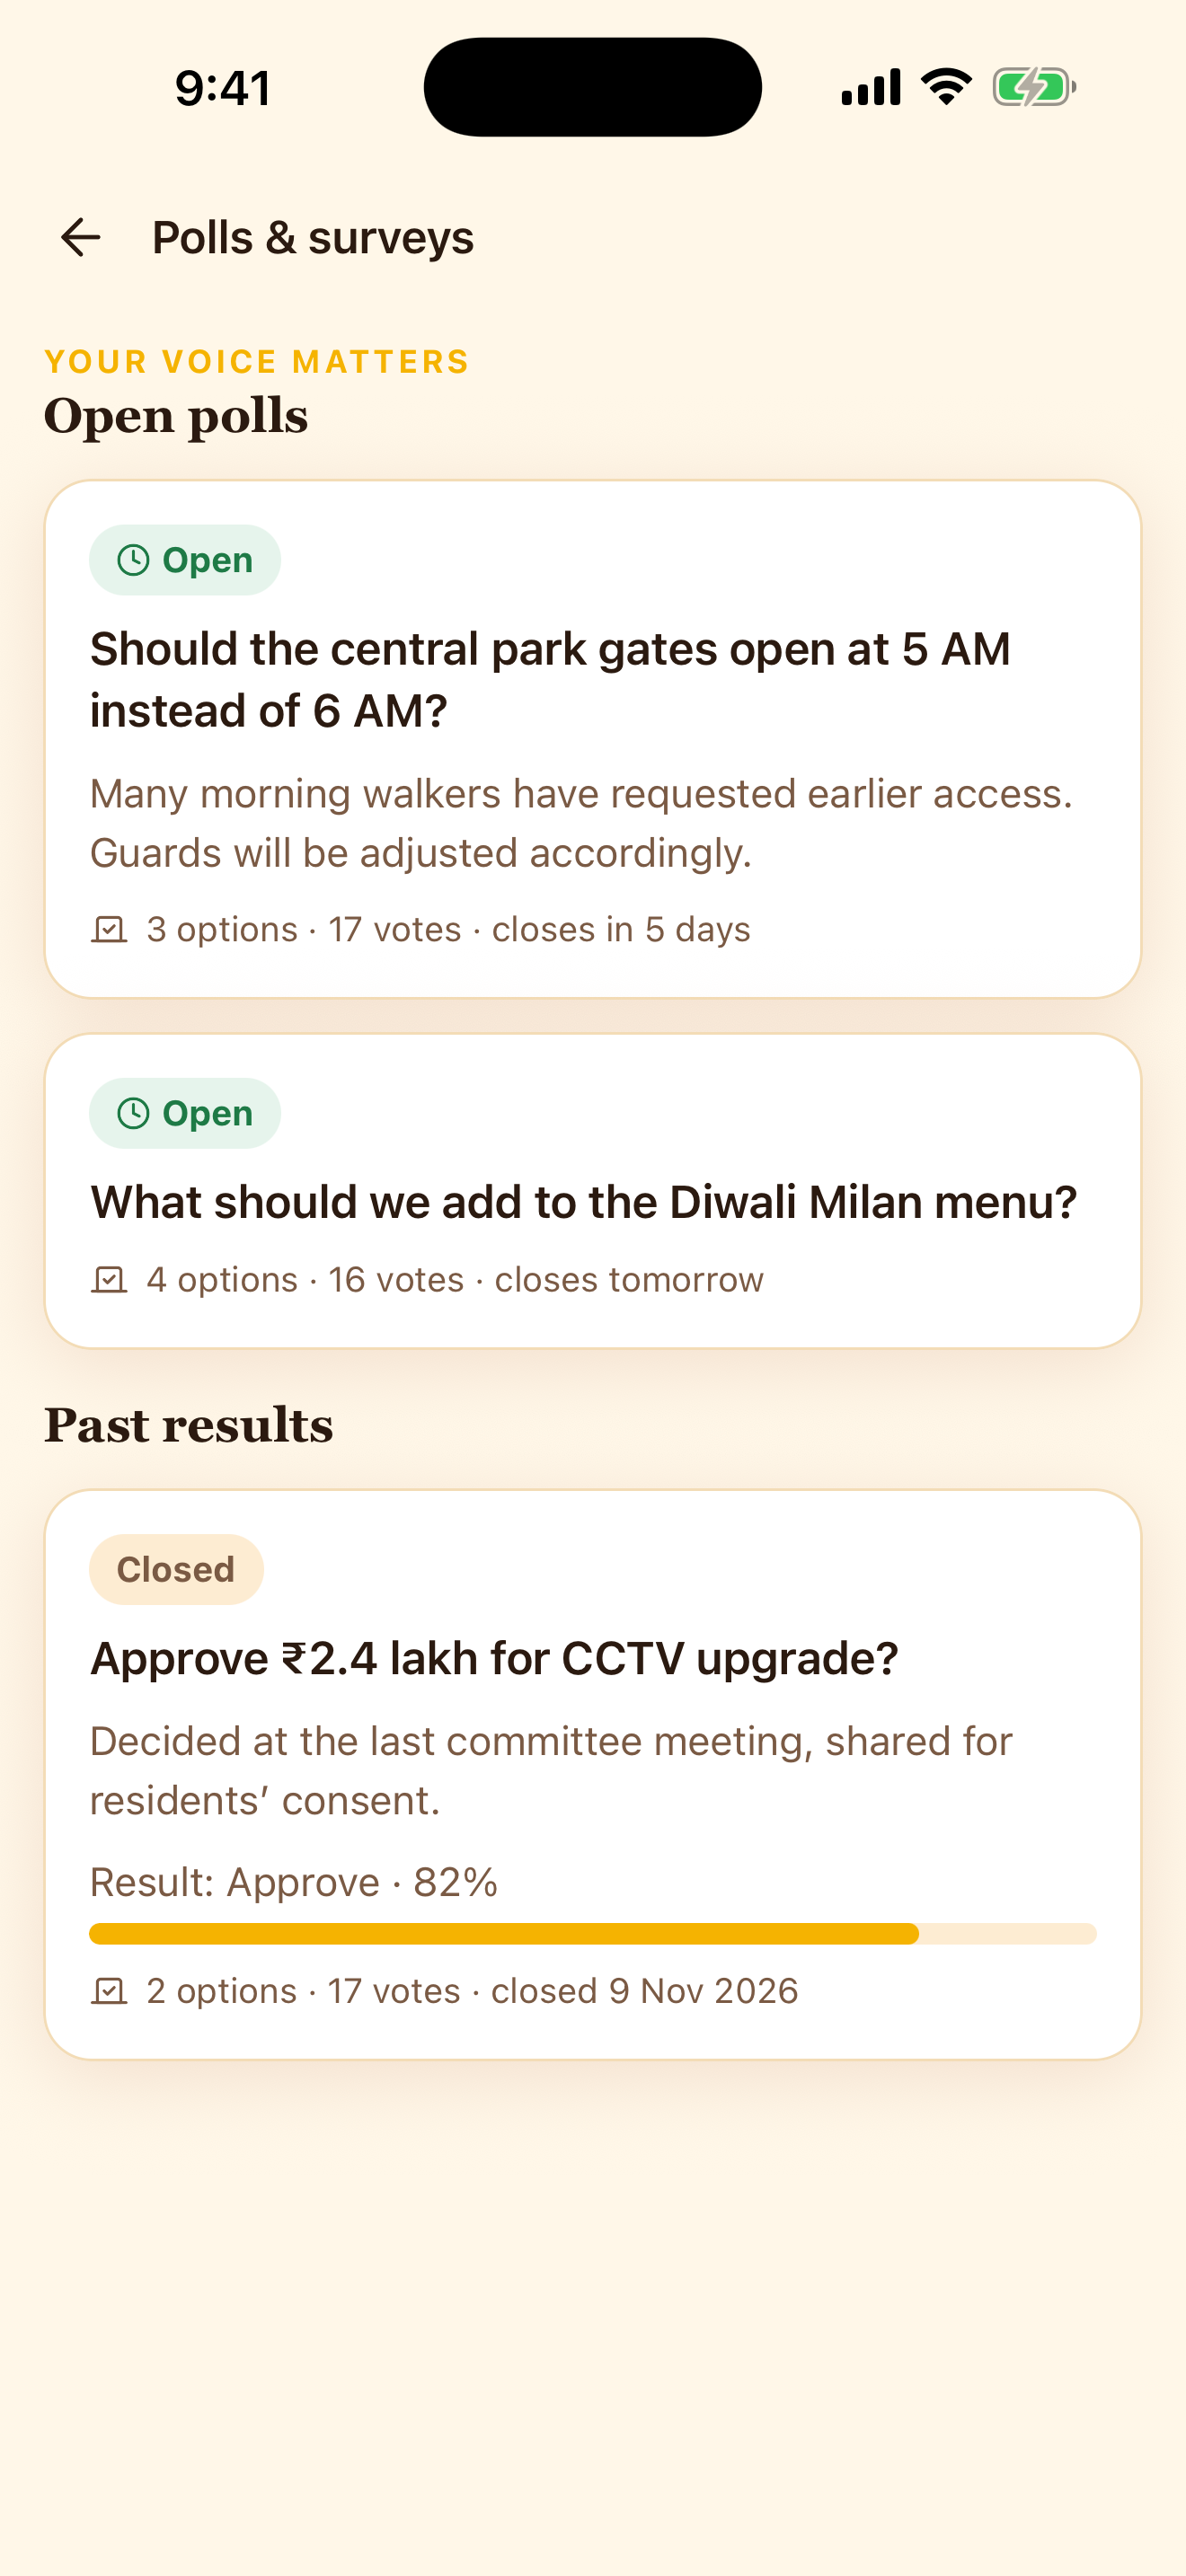 9:41
Polls & surveys
YOUR VOICE MATTERS
Open polls
Open
Should the central park gates open at 5 AM
instead of 6 AM?
Many morning walkers have requested earlier access.
Guards will be adjusted accordingly.
3 options · 17 votes · closes in 5 days
Open
What should we add to the Diwali Milan menu?
4 options · 16 votes · closes tomorrow
Past results
Closed
Approve ₹2.4 lakh for CCTV upgrade?
Decided at the last committee meeting, shared for
residents’ consent.
Result: Approve · 82%
2 options · 17 votes · closed 9 Nov 2026